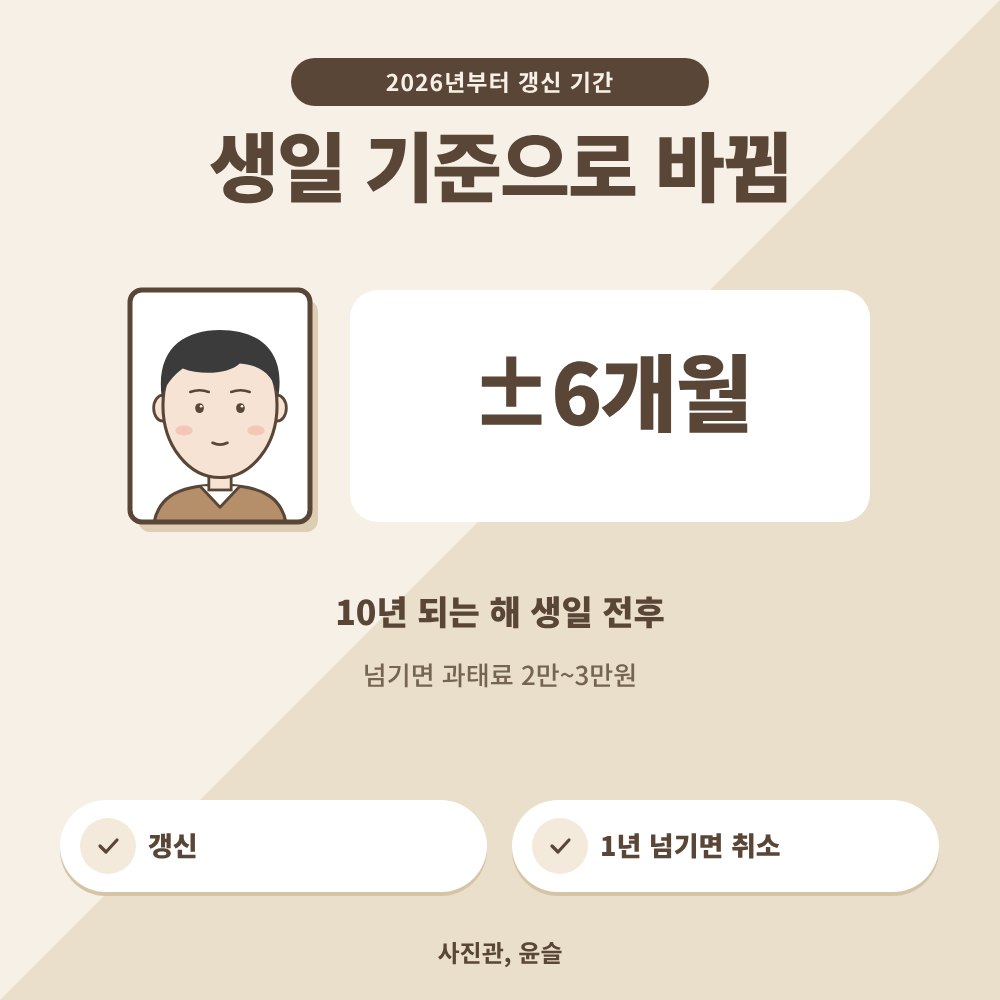 2026년부터 갱신 기간
생일 기준으로 바뀜
±6개월
10년 되는 해 생일 전후
넘기면 과태료 2만~3만원
갱신
1년 넘기면 취소
사진관, 윤슬